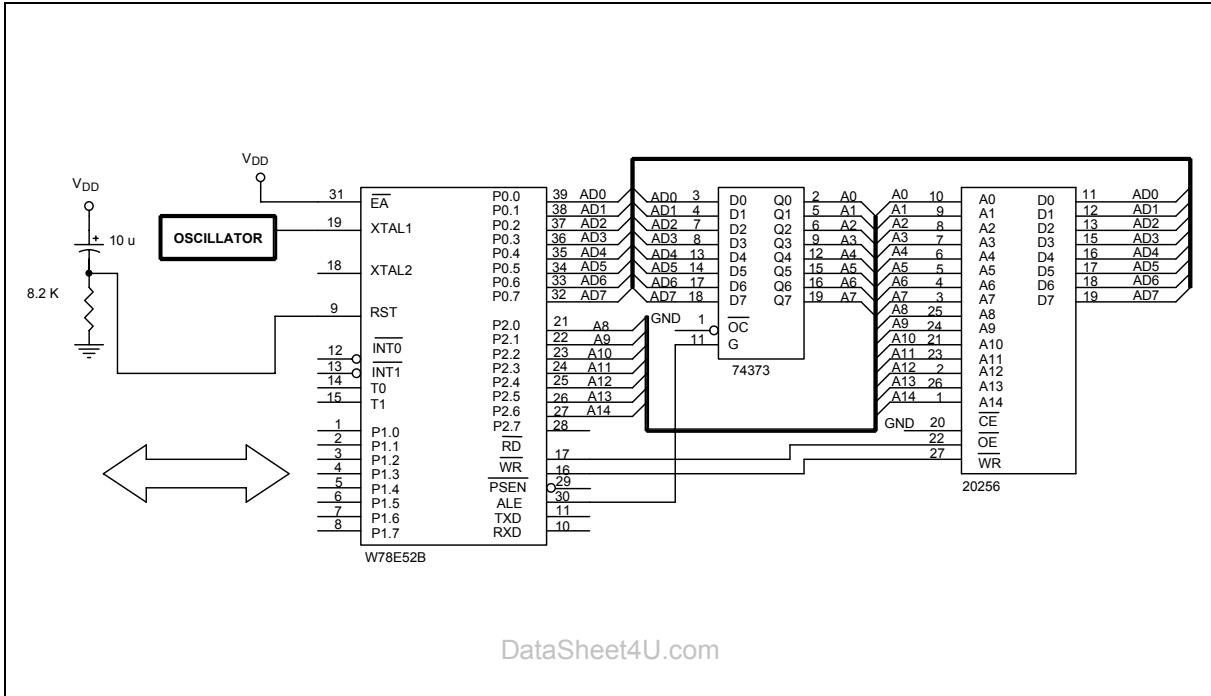 VDD
10 u
8.2 K
VDD
OSCILLATOR
31 EA
19 XTAL1
18 XTAL2
9 RST
12 INT0
13 INT1
14 T0
15 T1
1 P1.0
2 P1.1
3 P1.2
4 P1.3
5 P1.4
6 P1.5
7 P1.6
8 P1.7
P0.0 39 AD0
P0.1 38 AD1
P0.2 37 AD2
P0.3 36 AD3
P0.4 35 AD4
P0.5 34 AD5
P0.6 33 AD6
P0.7 32 AD7
P2.0 21 A8
P2.1 22 A9
P2.2 23 A10
P2.3 24 A11
P2.4 25 A12
P2.5 26 A13
P2.6 27 A14
P2.7 28
RD 17
WR 16
PSEN 29
ALE 30
TXD 11
RXD 10
W78E52B
AD0 3 D0 Q0 2 A0
AD1 4 D1 Q1 5 A1
AD2 7 D2 Q2 6 A2
AD3 8 D3 Q3 9 A3
AD4 13 D4 Q4 12 A4
AD5 14 D5 Q5 15 A5
AD6 17 D6 Q6 16 A6
AD7 18 D7 Q7 19 A7
GND 1 OC
11 G
74373
A0 10 A0 D0 11 AD0
A1 9 A1 D1 12 AD1
A2 8 A2 D2 13 AD2
A3 7 A3 D3 15 AD3
A4 6 A4 D4 16 AD4
A5 5 A5 D5 17 AD5
A6 4 A6 D6 18 AD6
A7 3 A7 D7 19 AD7
A8 25 A8
A9 24 A9
A10 21 A10
A11 23 A11
A12 2 A12
A13 26 A13
A14 1 A14
GND 20 CE
22 OE
27 WR
20256
DataSheet4U.com